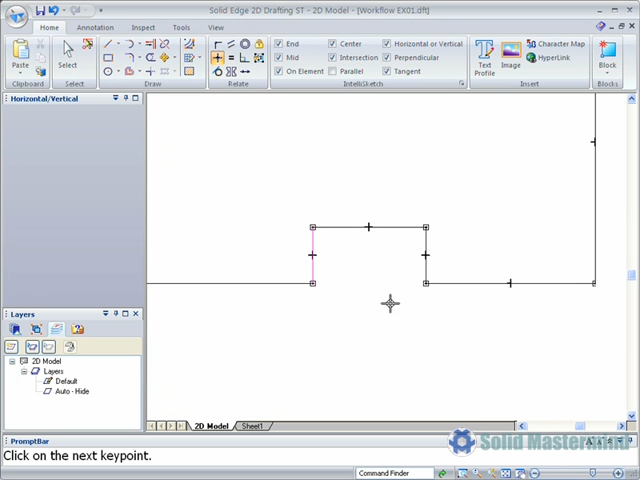 Solid Edge 2D Drafting ST - 2D Model - [Workflow EX01.dft]
Home Annotation Inspect Tools View
Paste
Clipboard
Select
Select
Draw
Relate
End Center Horizontal or Vertical
Mid Intersection Perpendicular
On Element Parallel Tangent
IntelliSketch
Text Profile
Image
Character Map
HyperLink
Insert
Block
Blocks
Horizontal/Vertical
Layers
2D Model
Layers
Default
Auto - Hide
2D Model Sheet1
PromptBar
Click on the next keypoint.
Solid Mastermind
Command Finder